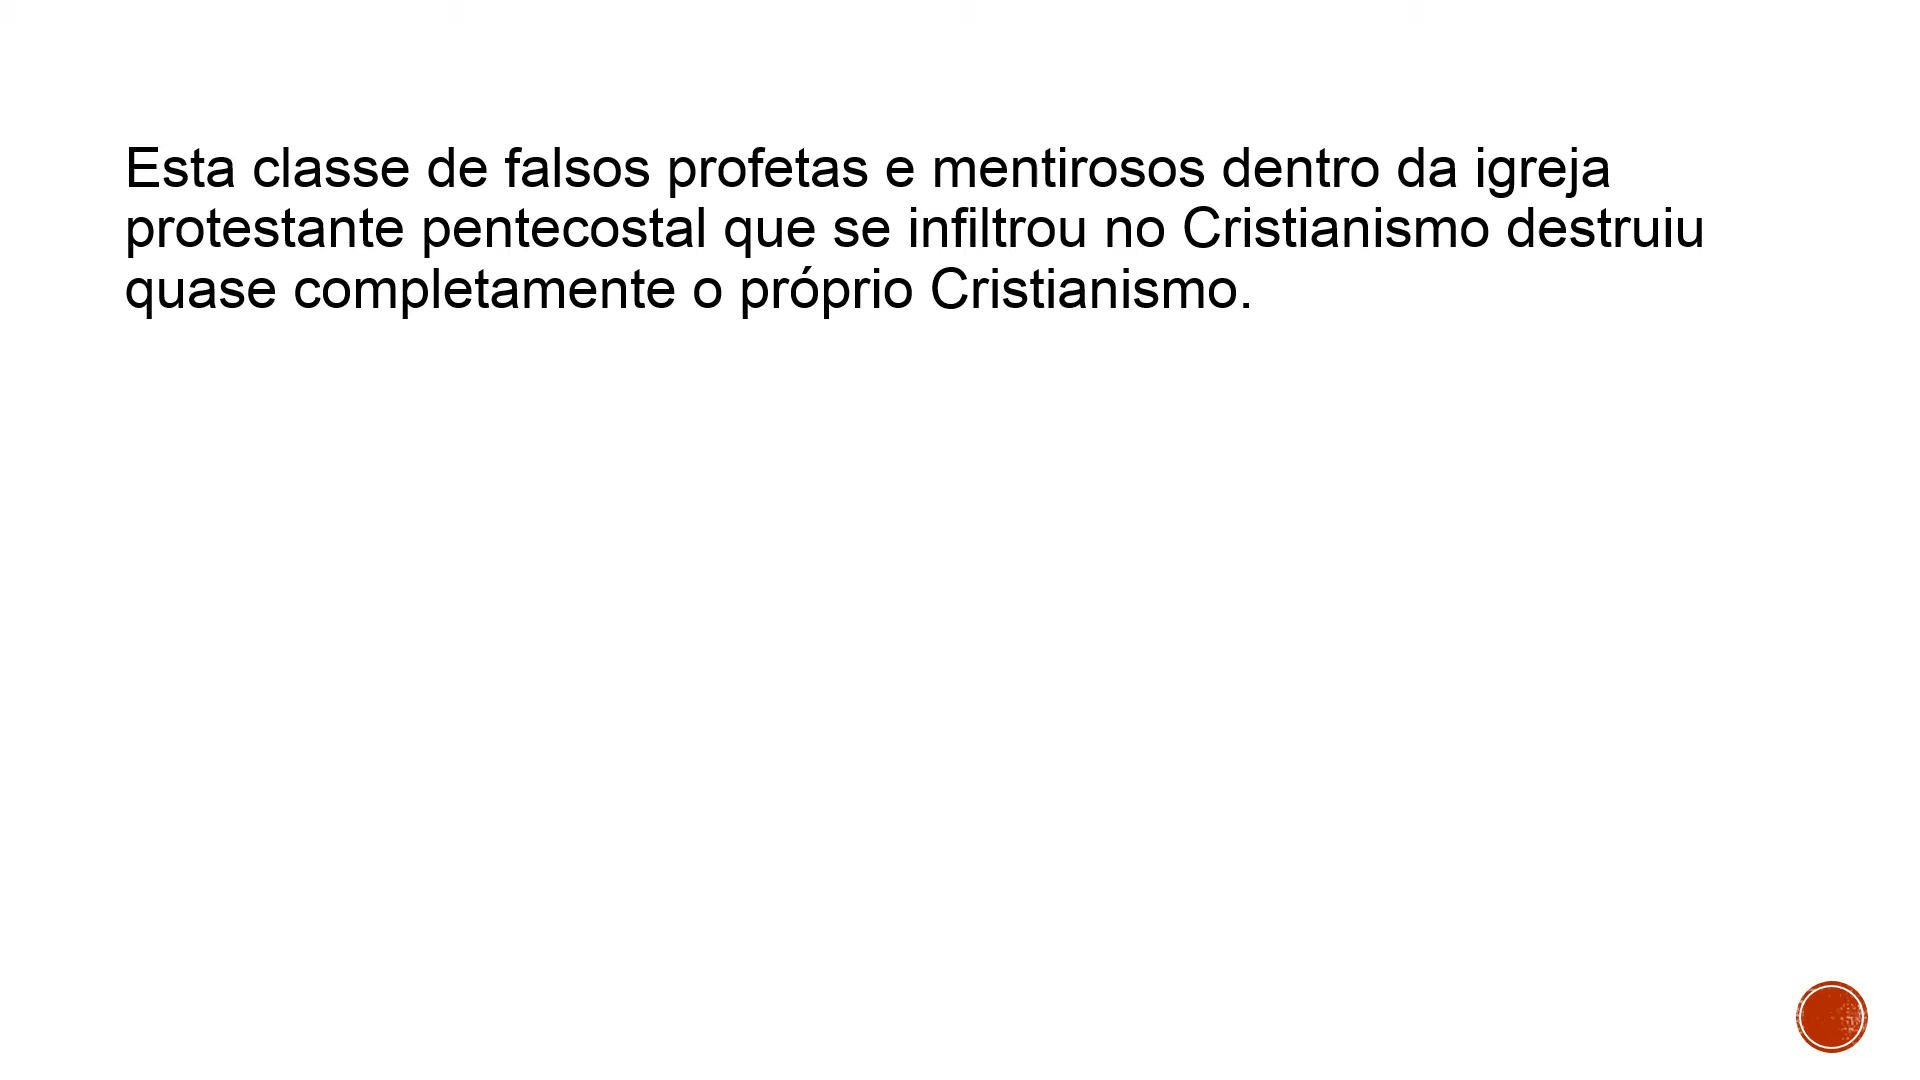 Esta classe de falsos profetas e mentirosos dentro da igreja
protestante pentecostal que se infiltrou no Cristianismo destruiu
quase completamente o próprio Cristianismo.